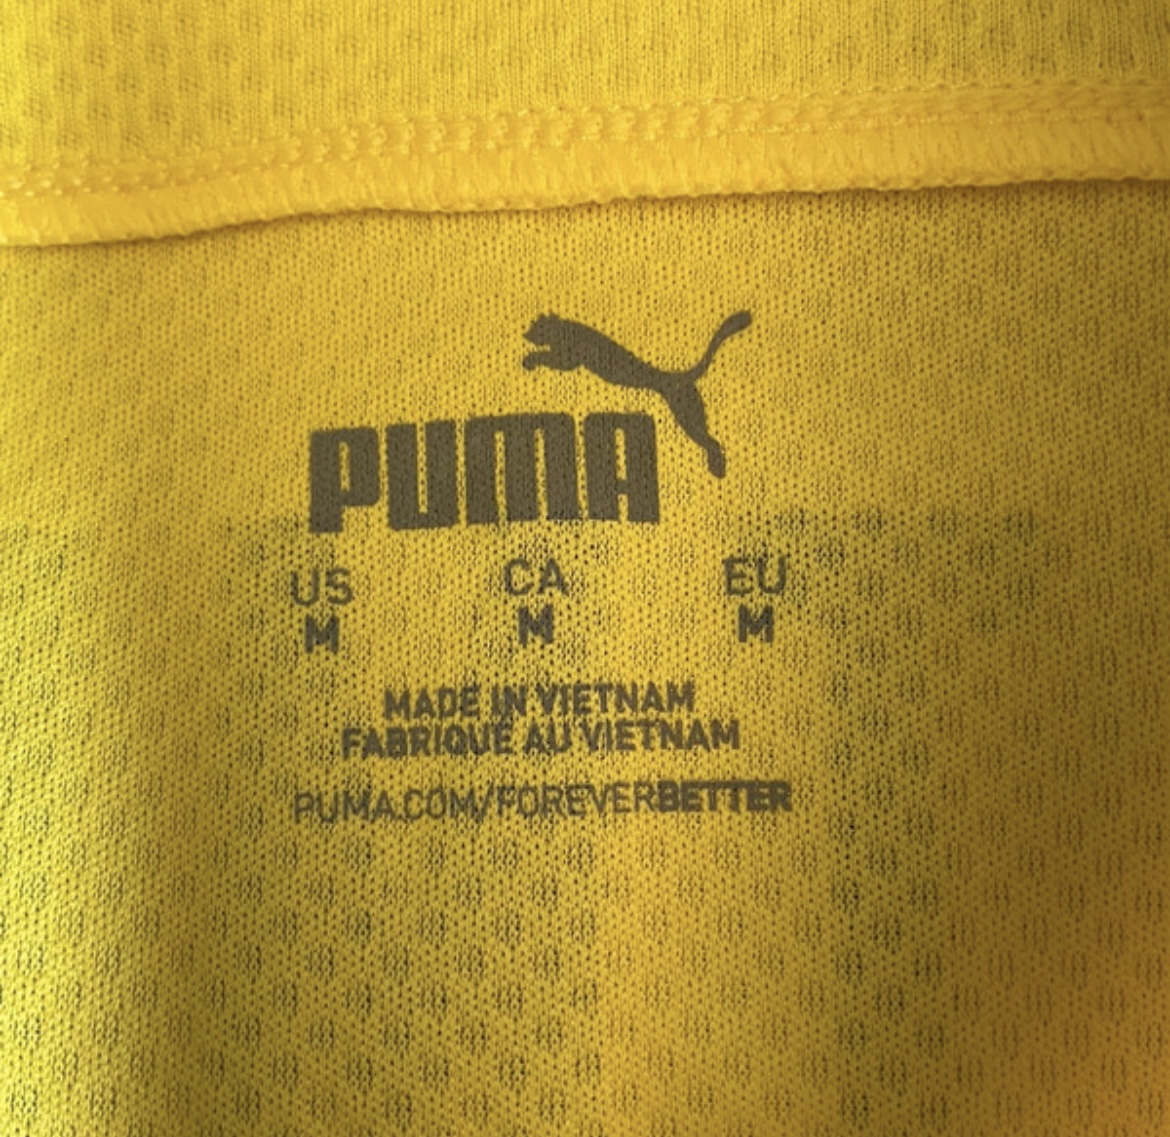 PUMA
US CA EU
M M M
MADE IN VIETNAM
FABRIQUÉ AU VIETNAM
PUMA.COM/FOREVERBETTER